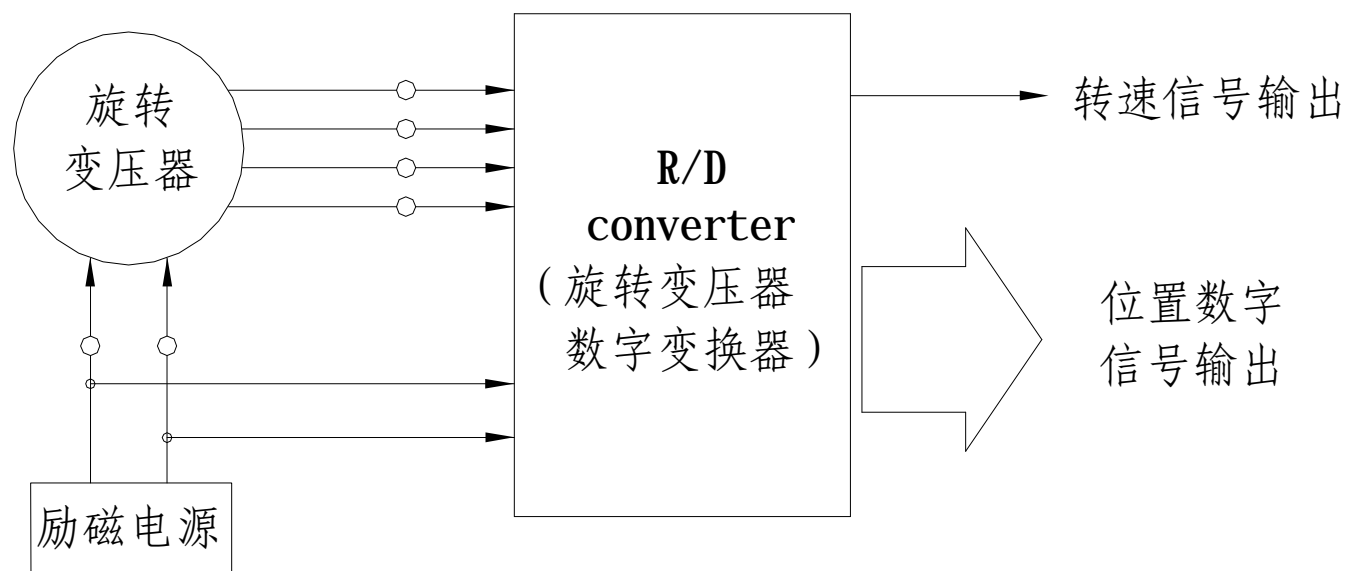 旋转
变压器
励磁电源
R/D
converter
(旋转变压器
数字变换器)
转速信号输出
位置数字
信号输出